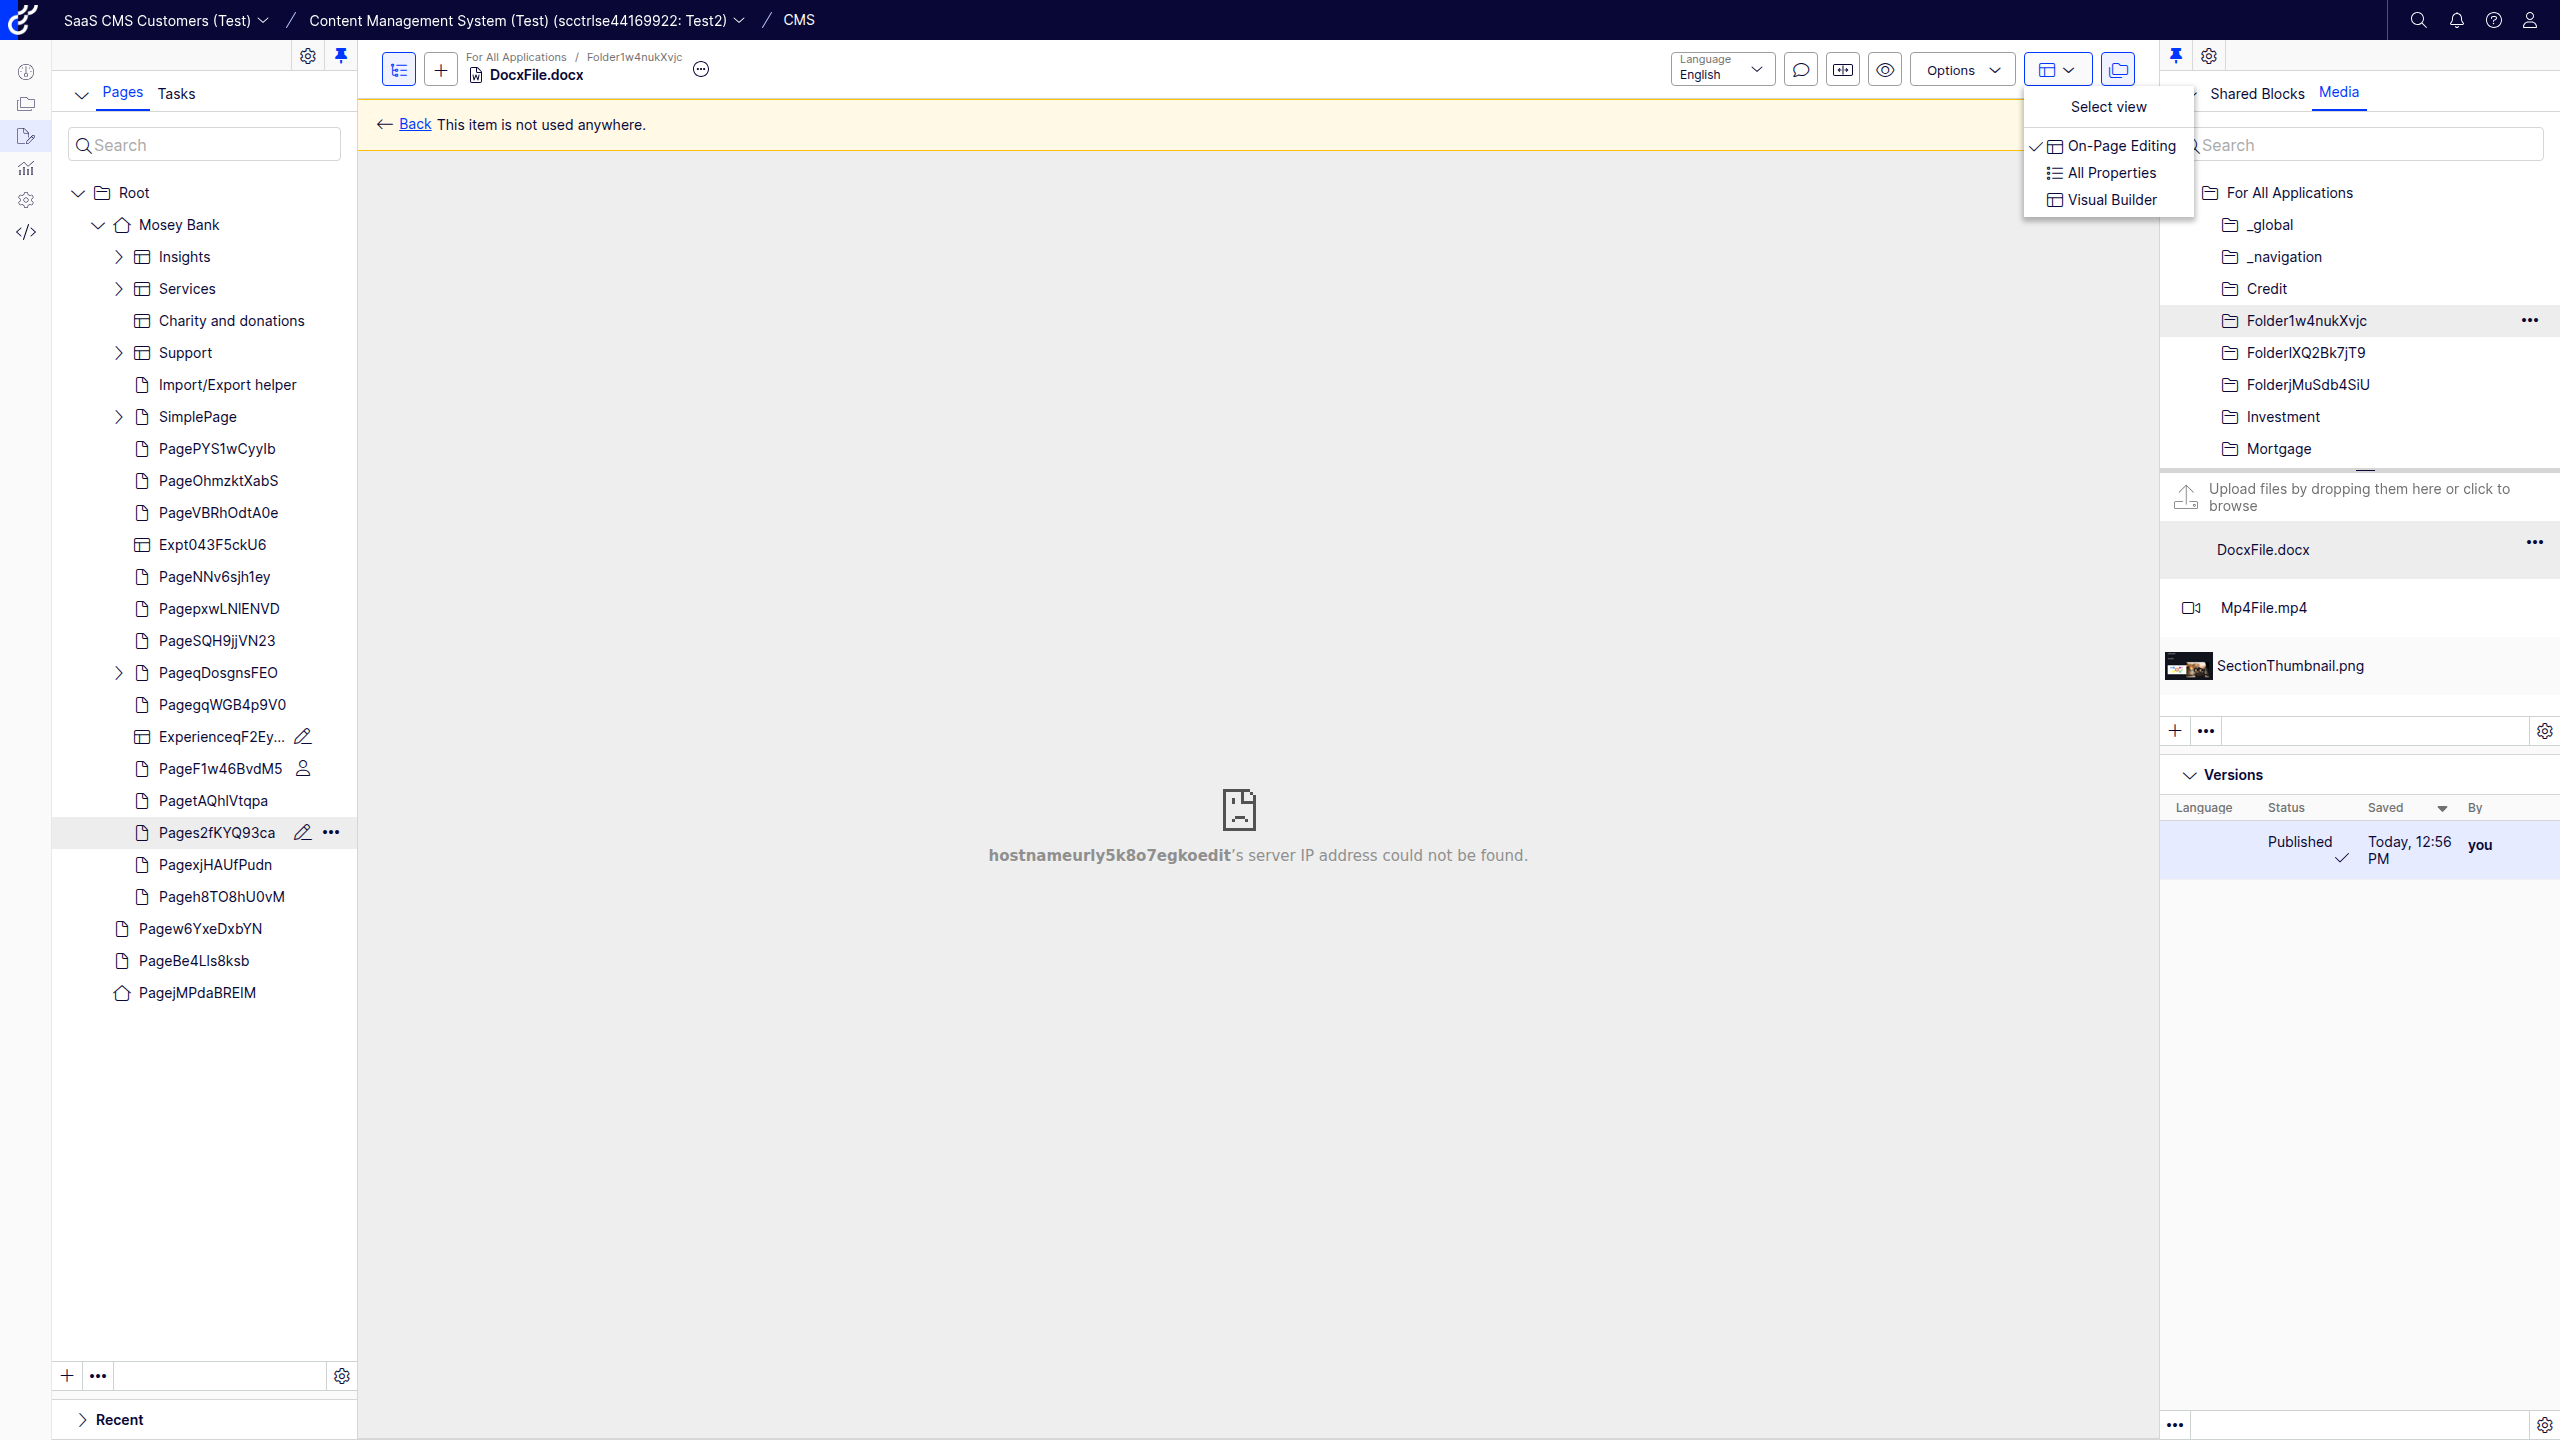 SaaS CMS Customers (Test) / Content Management System (Test) (scctrlse44169922: Test2) / CMS
Pages Tasks
Search
Root
Mosey Bank
Insights
Services
Charity and donations
Support
Import/Export helper
SimplePage
PagePYS1wCyyIb
PageOhmzktXabS
PageVBRhOdtA0e
Expt043F5ckU6
PageNNv6sjh1ey
PagepxwLNlENVD
PageSQH9jjVN23
PageqDosgnsFEO
PagegqWGB4p9V0
ExperienceqF2Ey...
PageF1w46BvdM5
PagetAQhlVtqpa
Pages2fKYQ93ca
PagexjHAUfPudn
Pageh8TO8hU0vM
Pagew6YxeDxbYN
PageBe4Lls8ksb
PagejMPdaBREIM
Recent
For All Applications / Folder1w4nukXvjc
DocxFile.docx
Language
English
Options
Back This item is not used anywhere.
Select view
On-Page Editing
All Properties
Visual Builder
hostnameurly5k8o7egkoedit's server IP address could not be found.
Shared Blocks Media
Search
For All Applications
_global
_navigation
Credit
Folder1w4nukXvjc
FolderIXQ2Bk7jT9
FolderjMuSdb4SiU
Investment
Mortgage
Upload files by dropping them here or click to
browse
DocxFile.docx
Mp4File.mp4
SectionThumbnail.png
Versions
Language Status Saved By
Published Today, 12:56 you
PM